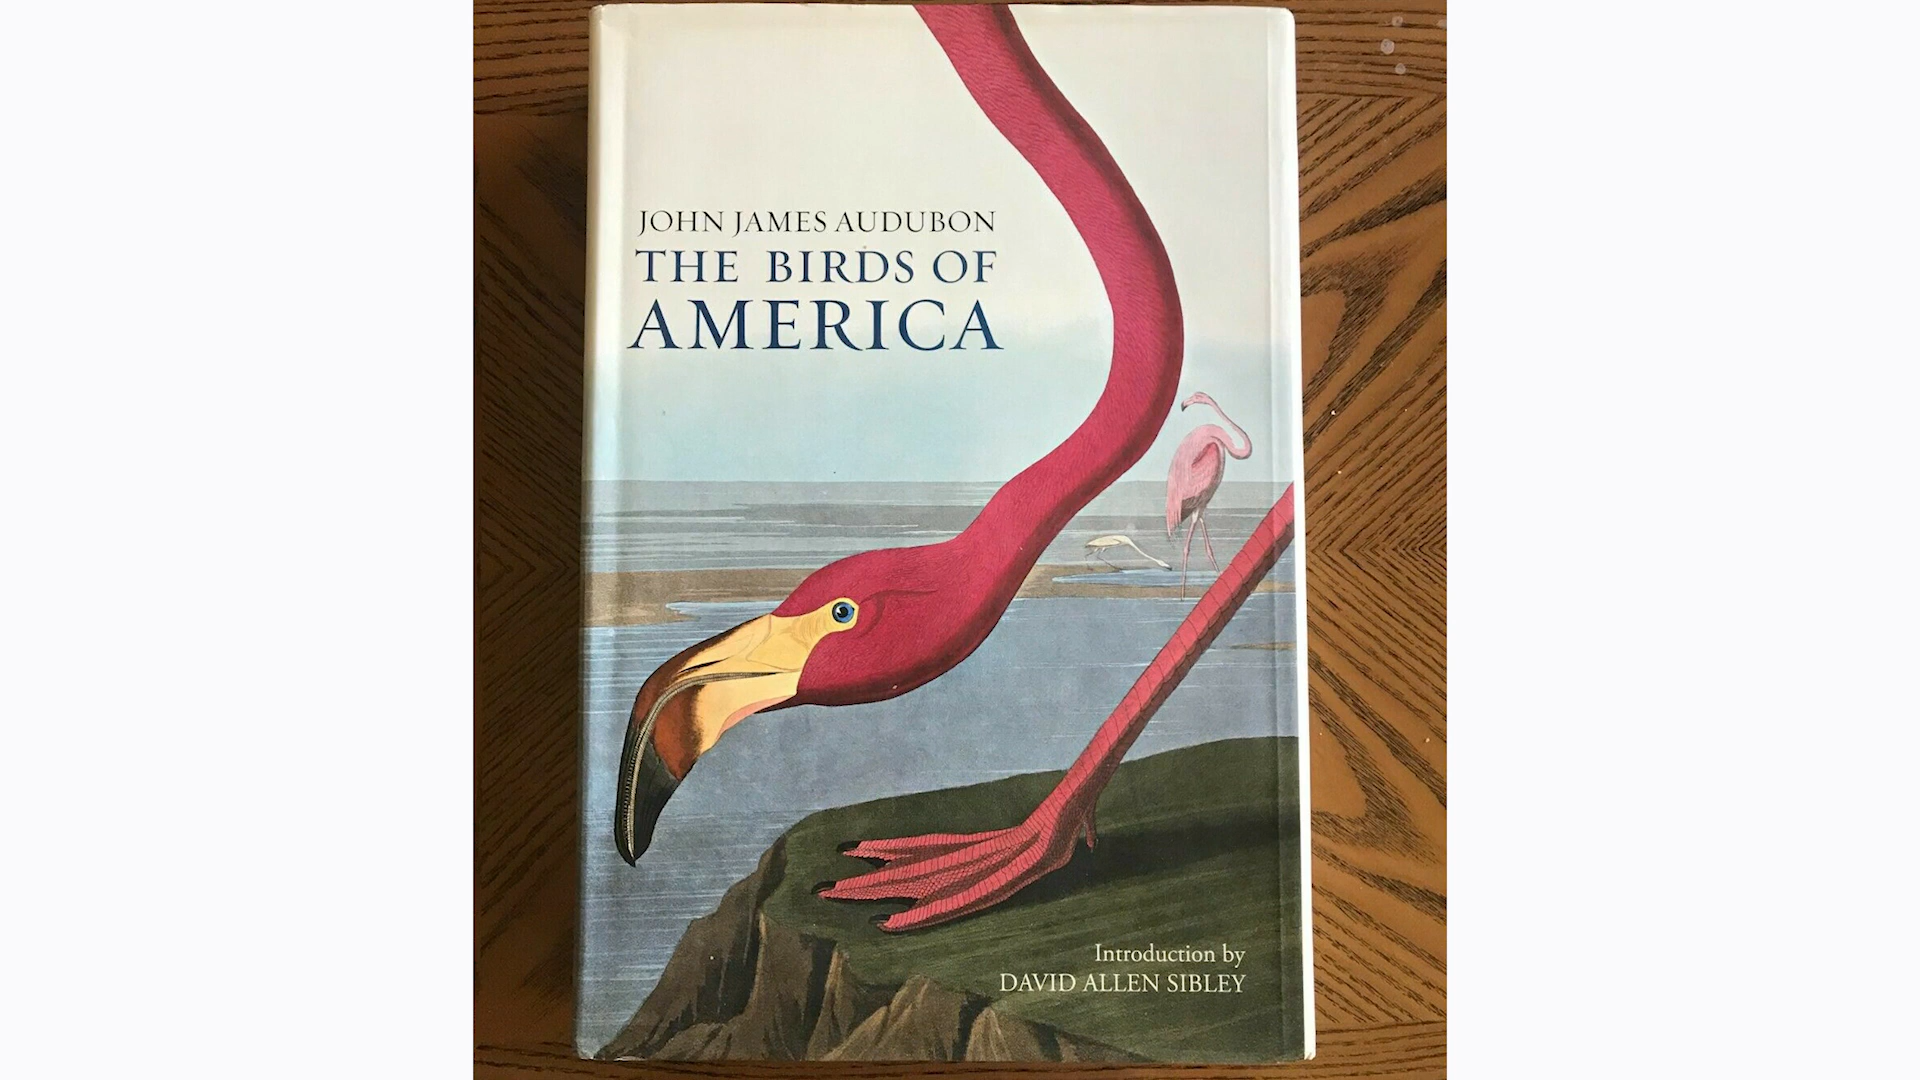 JOHN JAMES AUDUBON
THE BIRDS OF
AMERICA
Introduction by
DAVID ALLEN SIBLEY